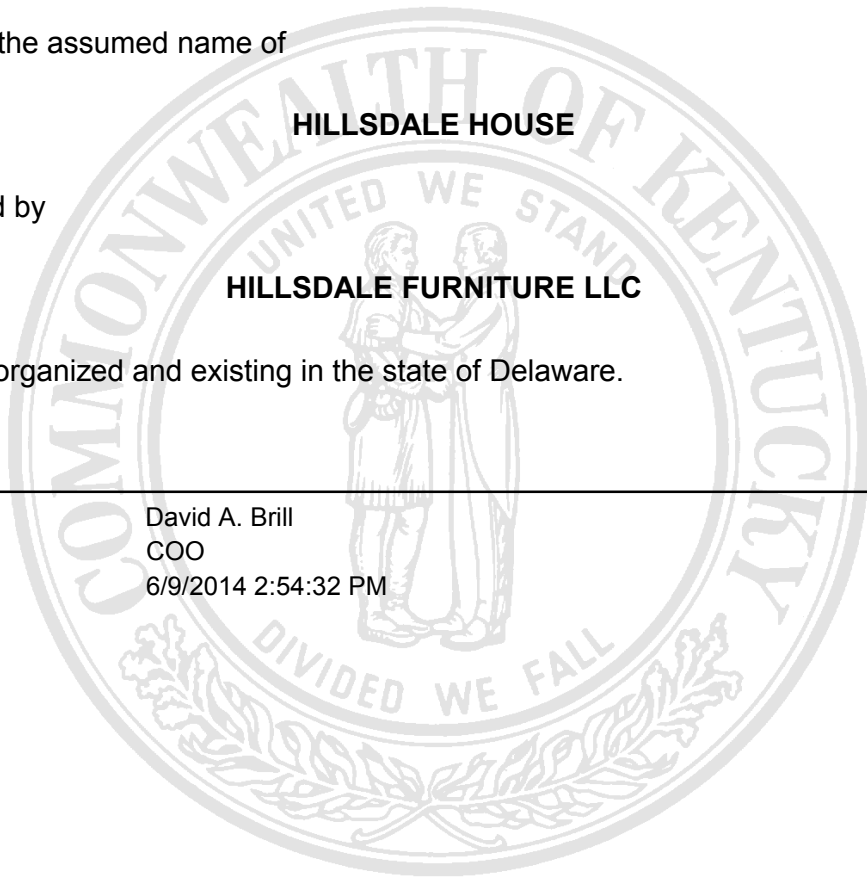 the assumed name of
HILLSDALE HOUSE
by
HILLSDALE FURNITURE LLC
organized and existing in the state of Delaware.
David A. Brill
COO
6/9/2014 2:54:32 PM
COMMONWEALTH OF KENTUCKY
UNITED WE STAND
DIVIDED WE FALL